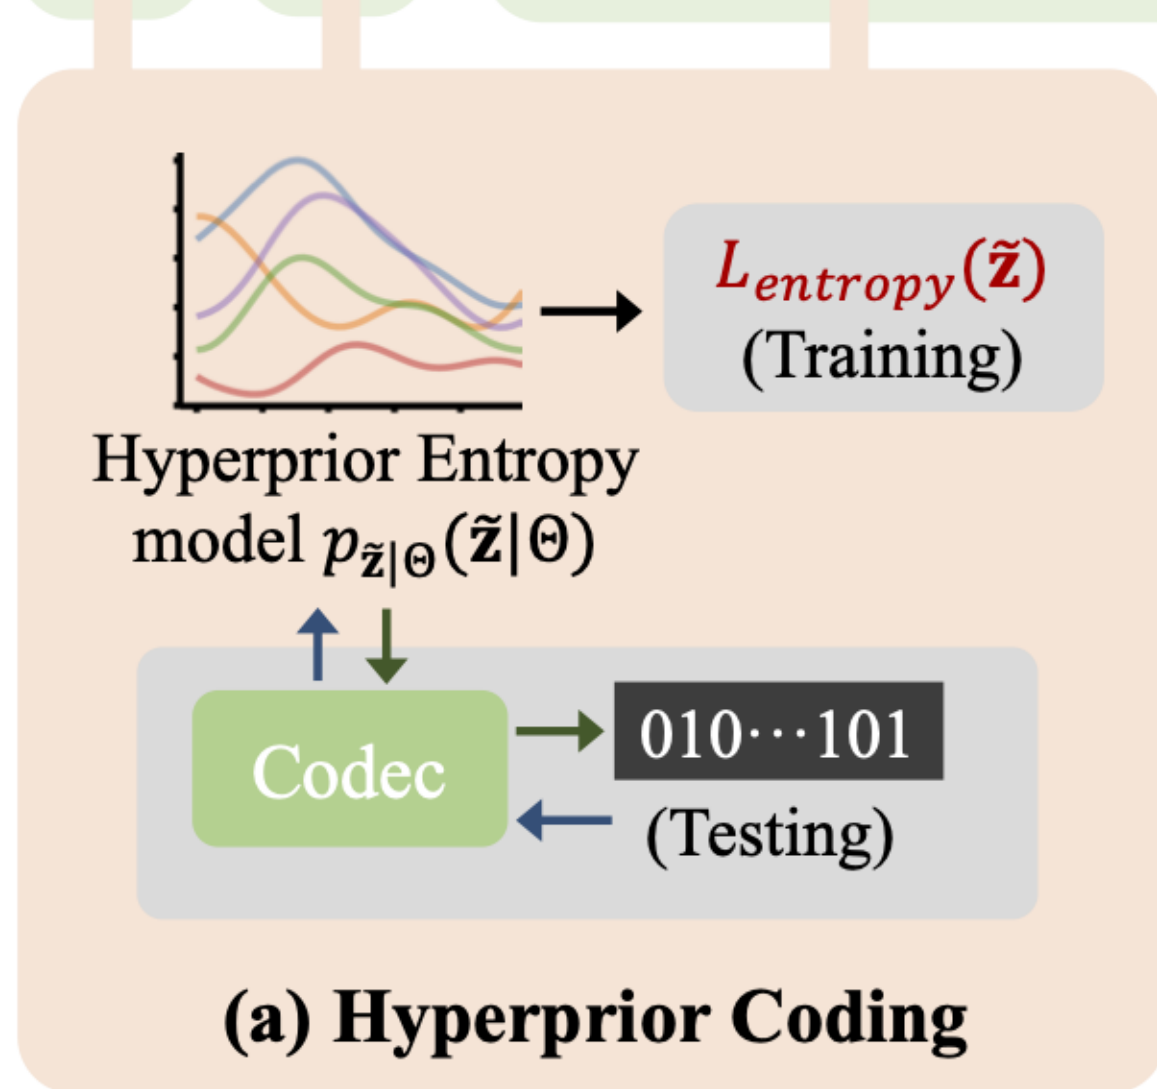 L_entropy(z̃)
(Training)
Hyperprior Entropy
model p_z̃|Θ(z̃|Θ)
Codec
010⋯101
(Testing)
(a) Hyperprior Coding